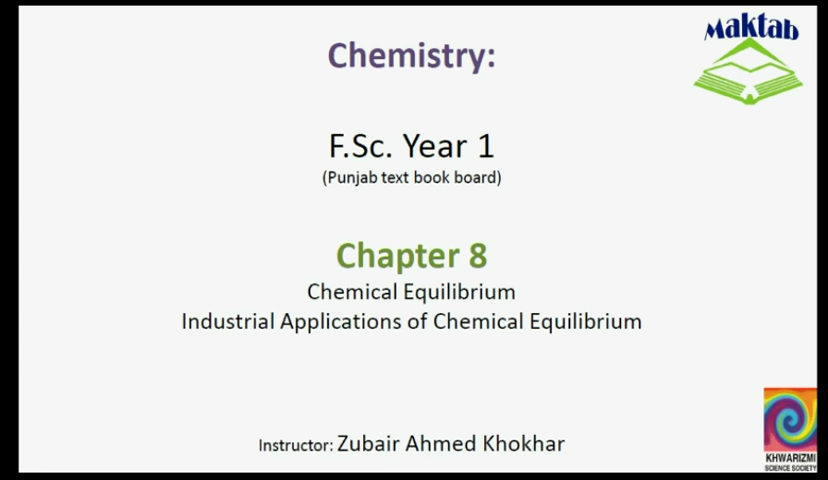 Maktab
Chemistry:
F.Sc. Year 1
(Punjab text book board)
Chapter 8
Chemical Equilibrium
Industrial Applications of Chemical Equilibrium
Instructor: Zubair Ahmed Khokhar
KHWARIZMI
SCIENCE SOCIETY